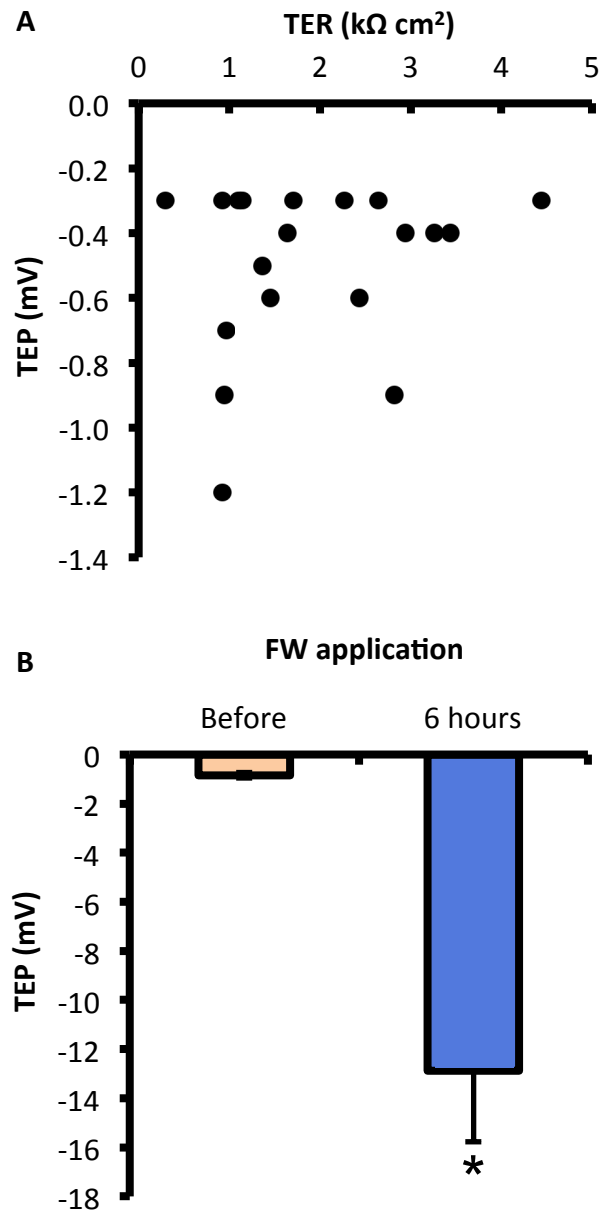 A
TER (kΩ cm²)
0 1 2 3 4 5
0.0
-0.2
-0.4
-0.6
-0.8
-1.0
-1.2
-1.4
TEP (mV)
B
FW application
Before 6 hours
0
-2
-4
-6
-8
-10
-12
-14
-16
-18
TEP (mV)
*